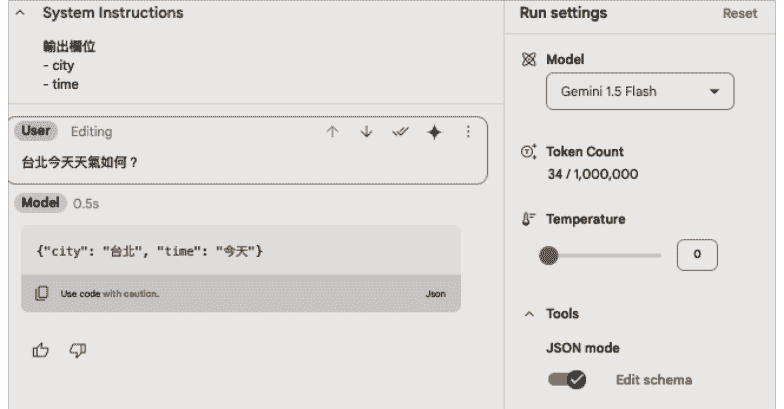 System Instructions
輸出欄位
- city
- time
User Editing
台北今天天氣如何？
Model 0.5s
{"city": "台北", "time": "今天"}
Use code with caution.
Json
Run settings
Reset
Model
Gemini 1.5 Flash
Token Count
34 / 1,000,000
Temperature
0
Tools
JSON mode
Edit schema